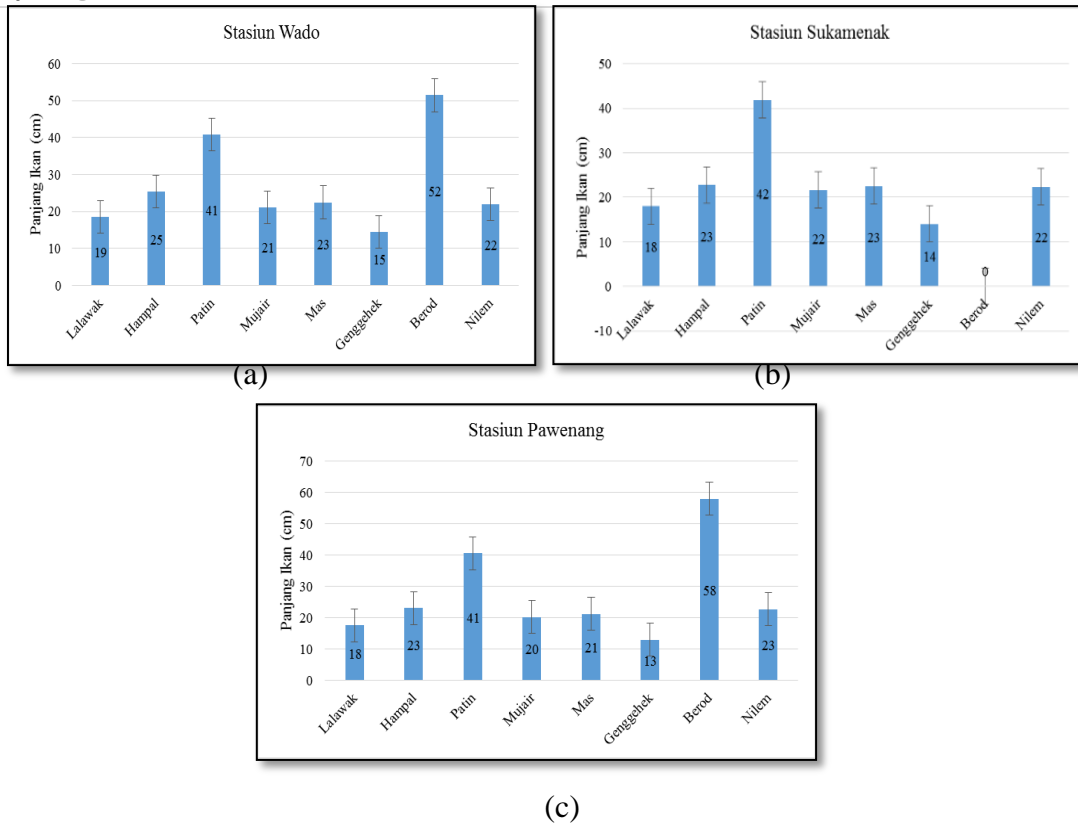 Stasiun Wado
Panjang Ikan (cm)
60
50
40
30
20
10
0
19
25
41
21
23
15
52
22
Lalawak
Hampal
Patin
Mujair
Mas
Genggehek
Berod
Nilem
(a)
Stasiun Sukamenak
Panjang Ikan (cm)
50
40
30
20
10
0
-10
18
23
42
22
23
14
0
22
Lalawak
Hampal
Patin
Mujair
Mas
Genggehek
Berod
Nilem
(b)
Stasiun Pawenang
Panjang Ikan (cm)
70
60
50
40
30
20
10
0
18
23
41
20
21
13
58
23
Lalawak
Hampal
Patin
Mujair
Mas
Genggehek
Berod
Nilem
(c)